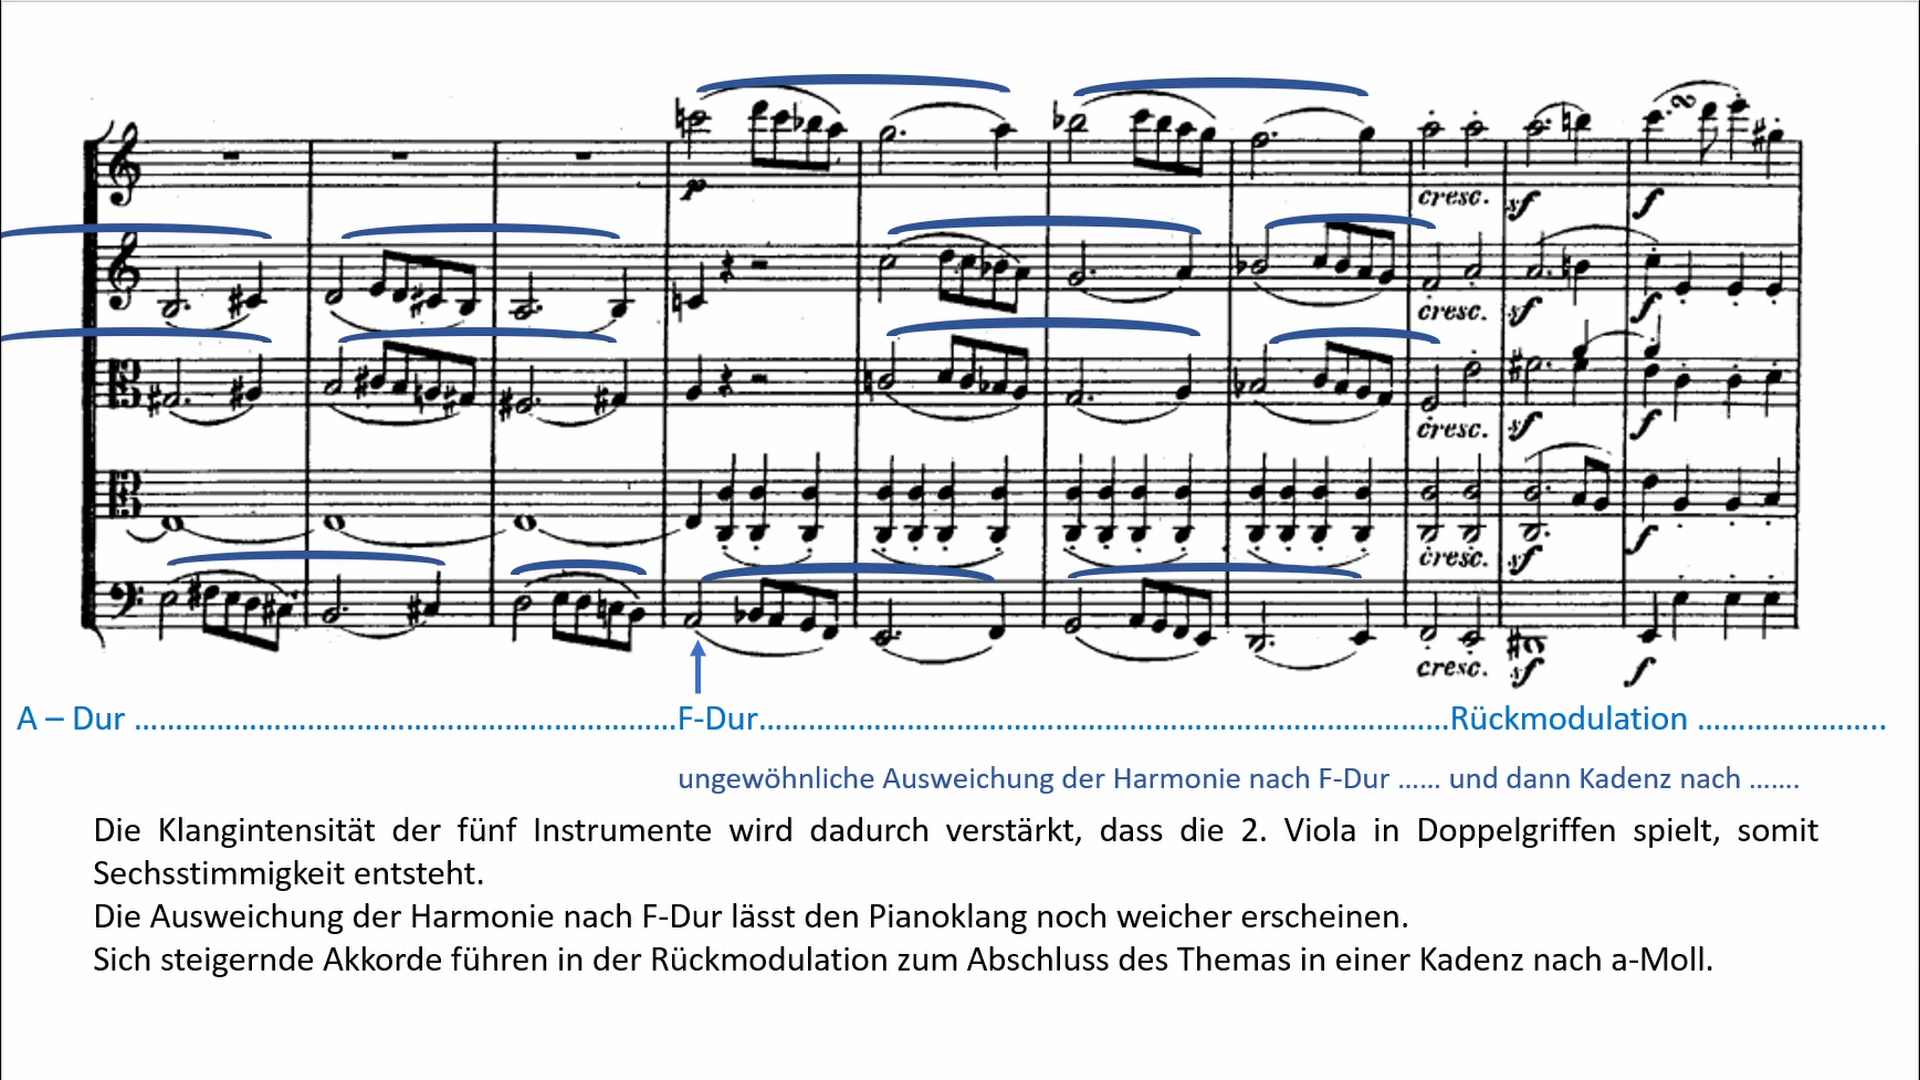 p
cresc. sf f
cresc. sf f
cresc. sf f
cresc. sf f
cresc. sf f
A – Dur ……………………………………………………………F-Dur……………………………………………………………………………Rückmodulation …………………..
ungewöhnliche Ausweichung der Harmonie nach F-Dur …… und dann Kadenz nach …….
Die Klangintensität der fünf Instrumente wird dadurch verstärkt, dass die 2. Viola in Doppelgriffen spielt, somit
Sechsstimmigkeit entsteht.
Die Ausweichung der Harmonie nach F-Dur lässt den Pianoklang noch weicher erscheinen.
Sich steigernde Akkorde führen in der Rückmodulation zum Abschluss des Themas in einer Kadenz nach a-Moll.